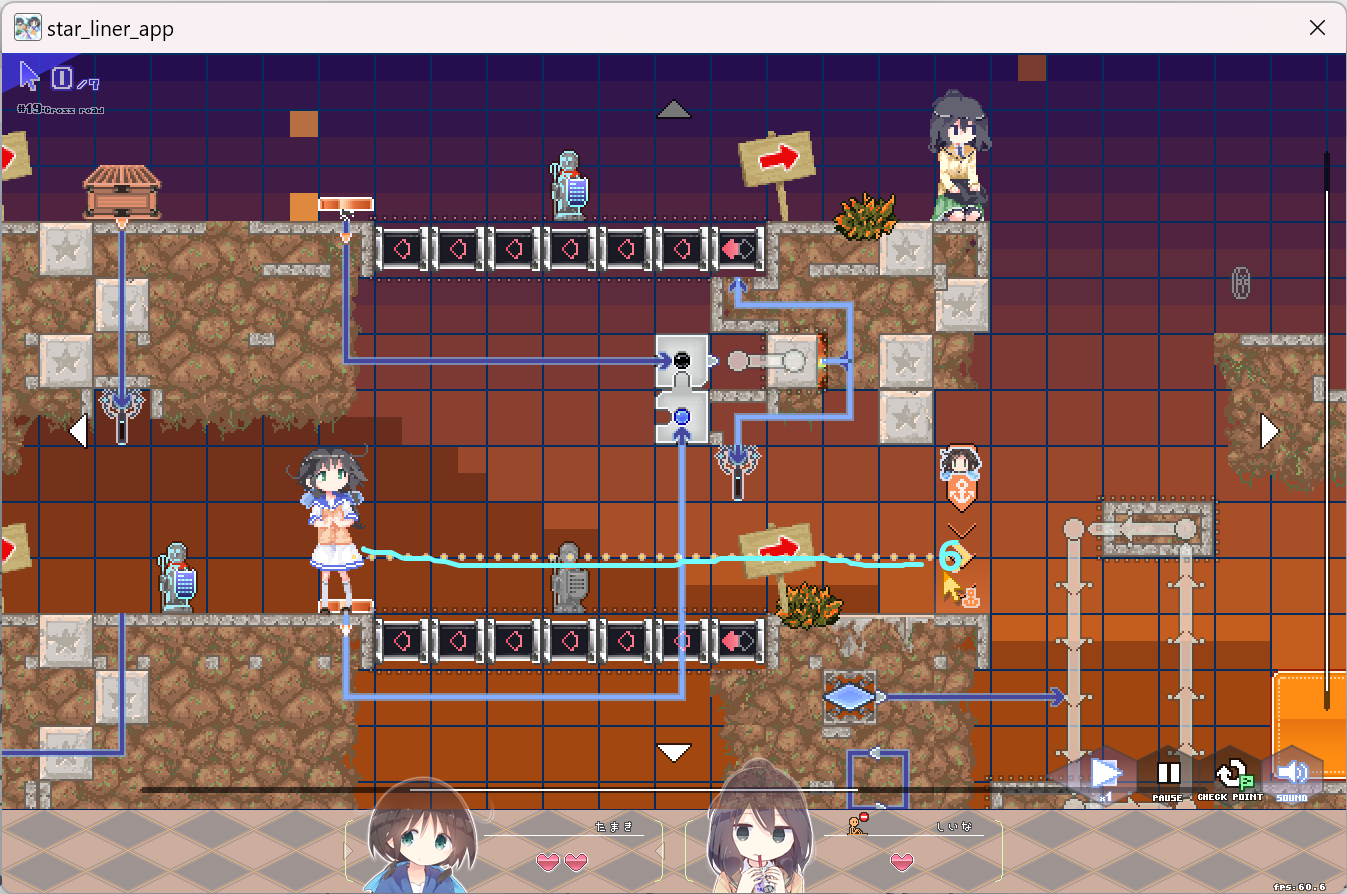 star_liner_app
0/7
#19:Cross road
6
x1
PAUSE
CHECK POINT
SOUND
たまき
しいな
fps:60.6